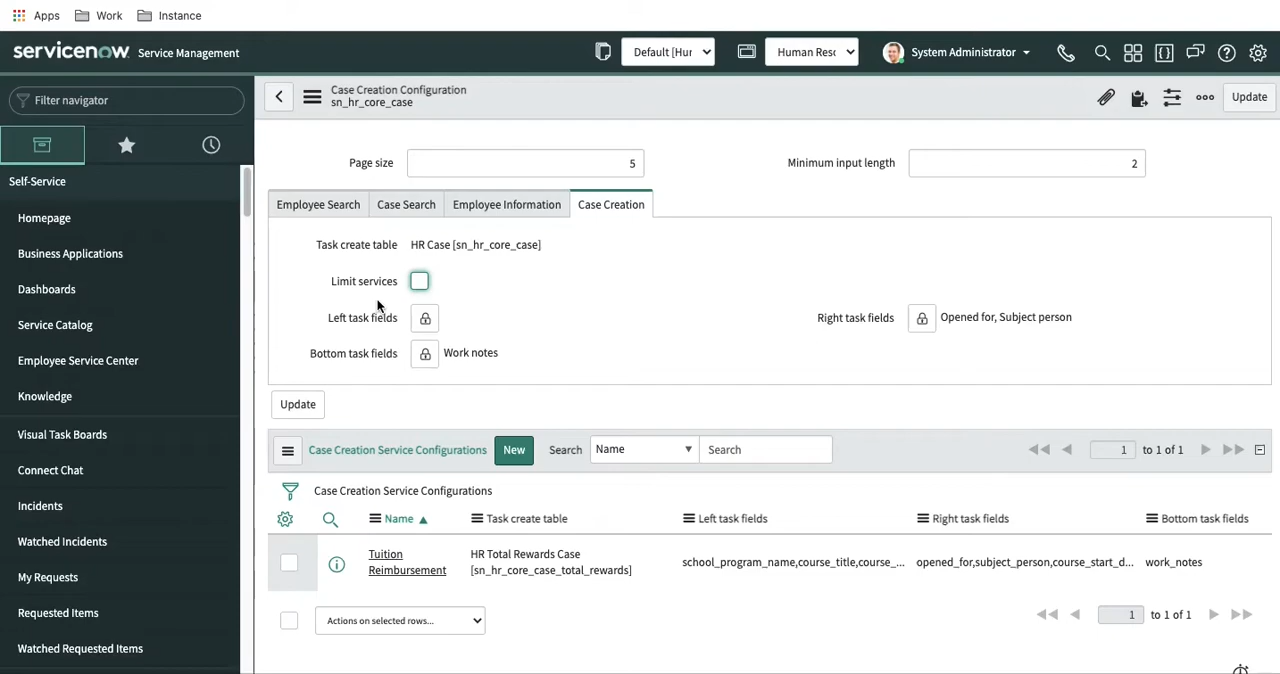 Apps Work Instance
servicenow Service Management Default [Hur Human Resc System Administrator
Filter navigator
Case Creation Configuration
sn_hr_core_case
Update
Page size 5 Minimum input length 2
Employee Search Case Search Employee Information Case Creation
Task create table HR Case [sn_hr_core_case]
Limit services
Left task fields Right task fields Opened for, Subject person
Bottom task fields Work notes
Update
Case Creation Service Configurations New Search Name Search 1 to 1 of 1
Case Creation Service Configurations
Name Task create table Left task fields Right task fields Bottom task fields
Tuition Reimbursement HR Total Rewards Case [sn_hr_core_case_total_rewards] school_program_name,course_title,course_... opened_for,subject_person,course_start_d... work_notes
Actions on selected rows... 1 to 1 of 1
Self-Service
Homepage
Business Applications
Dashboards
Service Catalog
Employee Service Center
Knowledge
Visual Task Boards
Connect Chat
Incidents
Watched Incidents
My Requests
Requested Items
Watched Requested Items